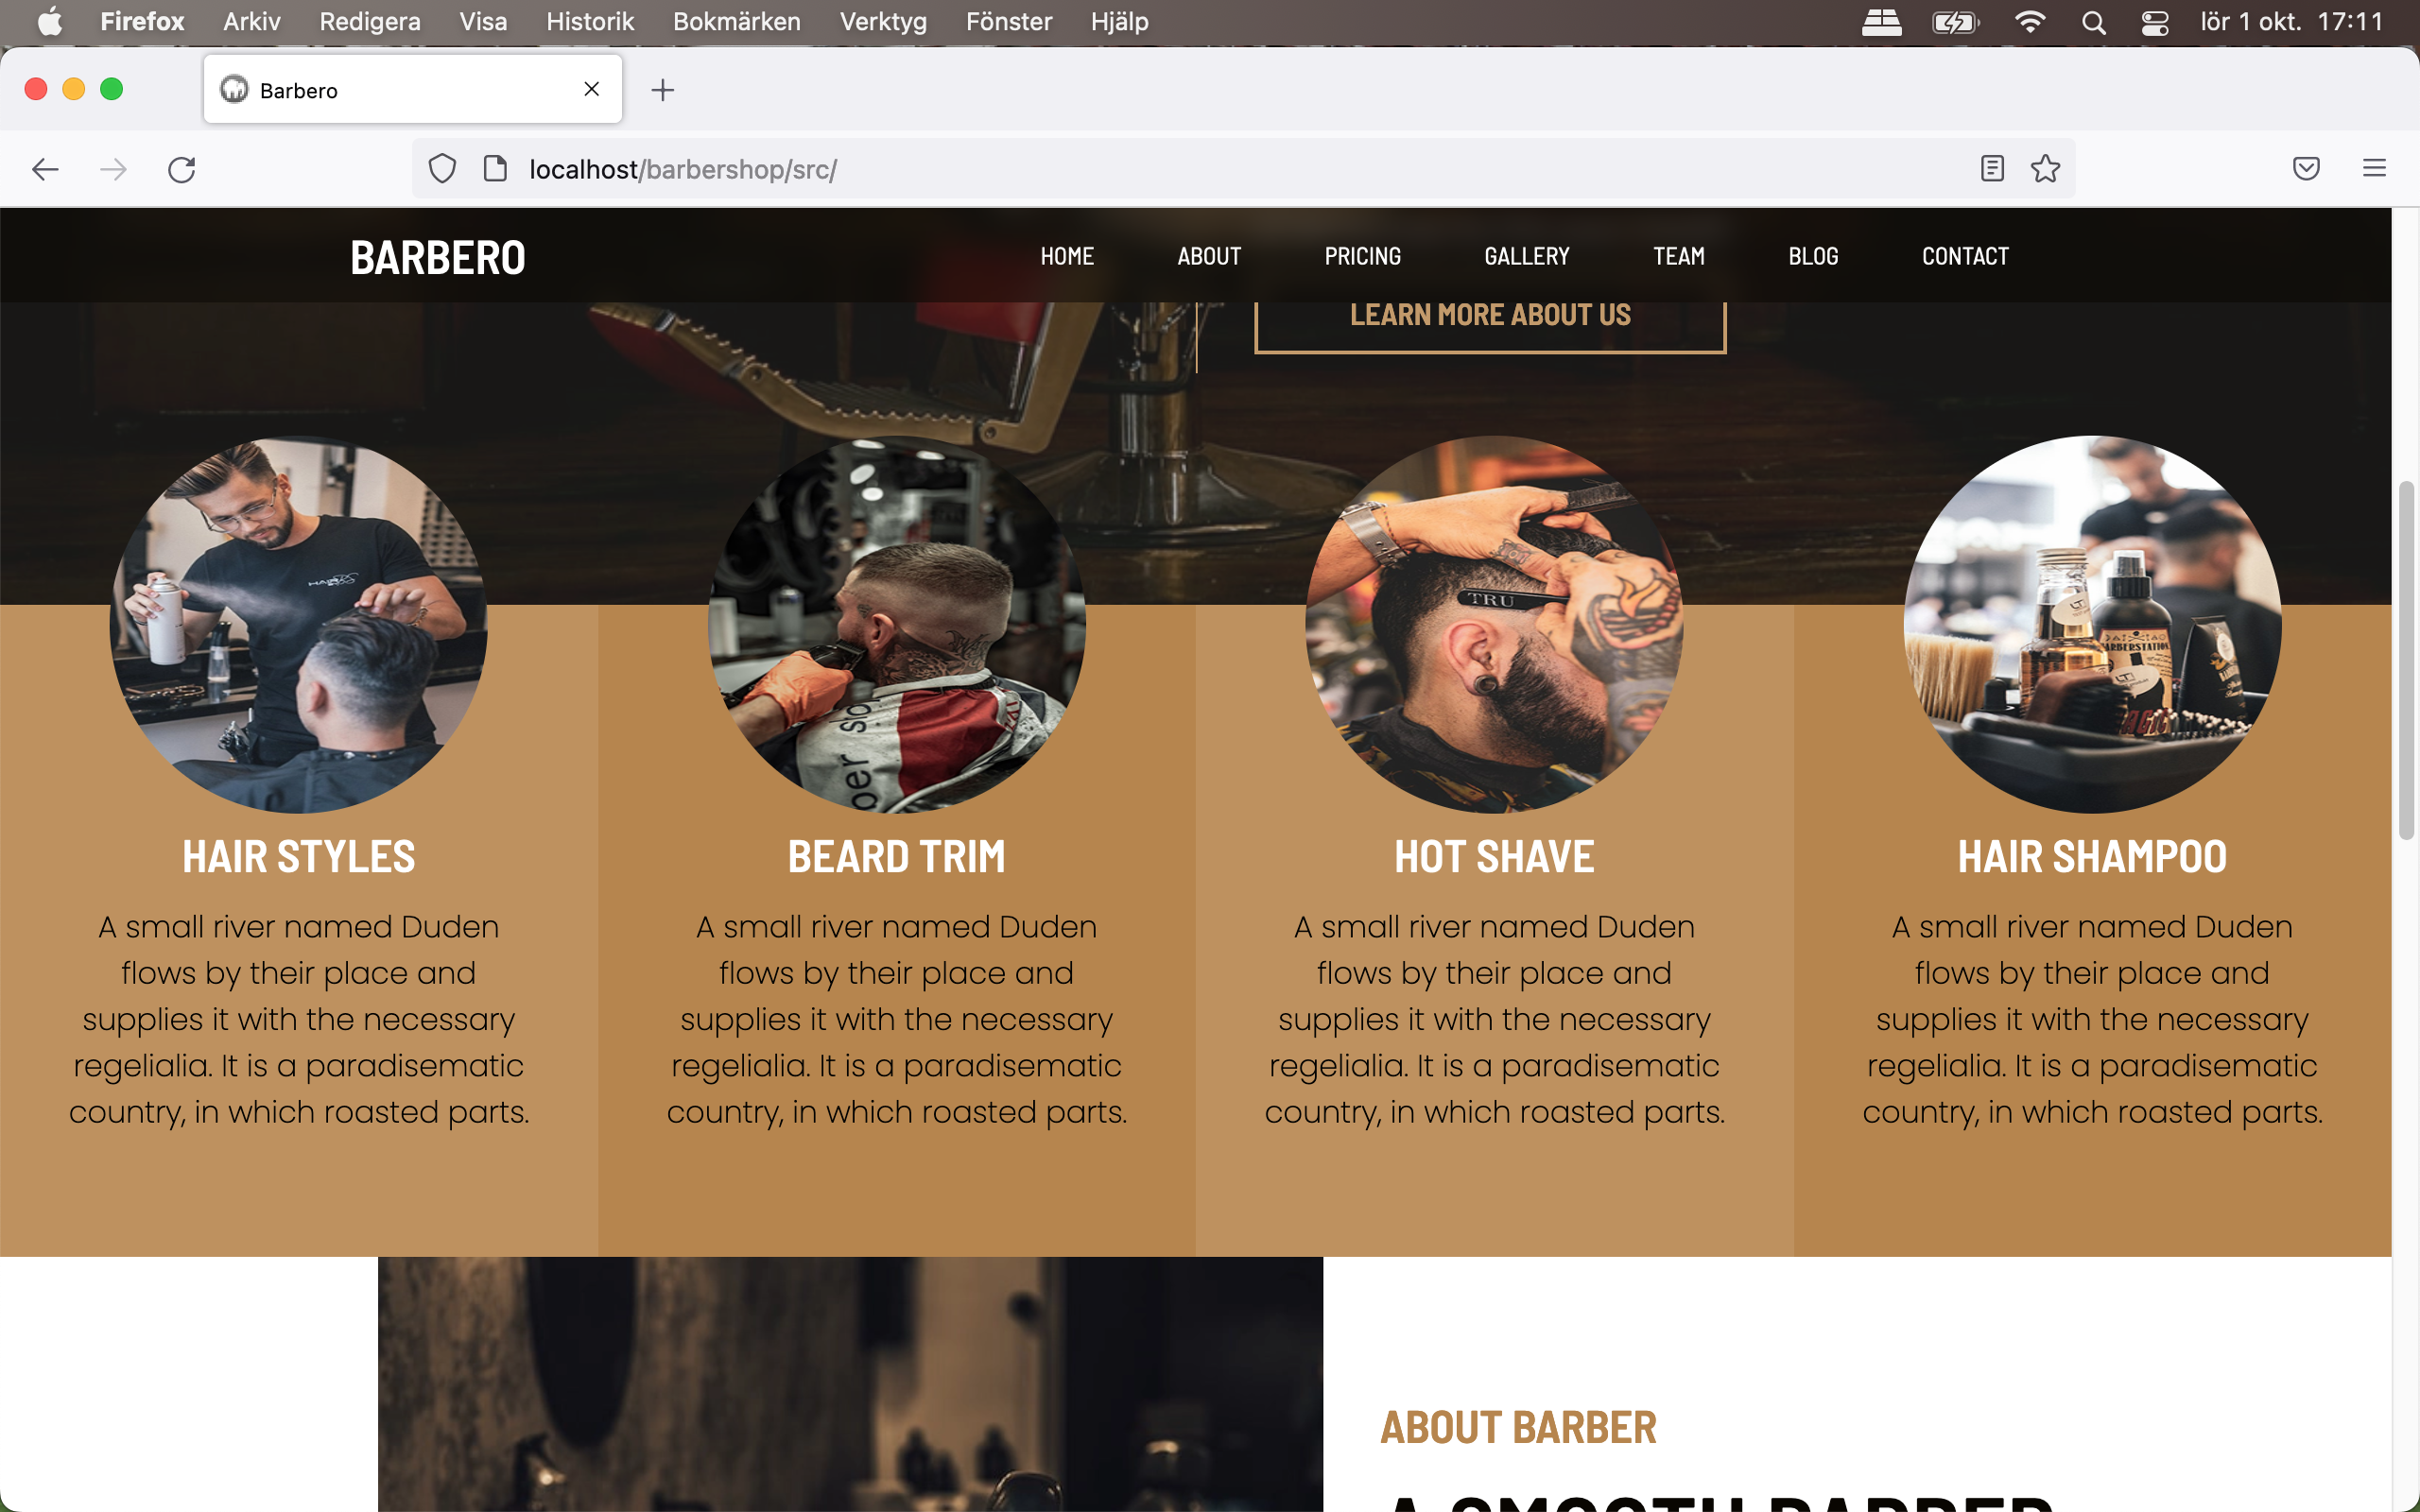 Firefox Arkiv Redigera Visa Historik Bokmärken Verktyg Fönster Hjälp lör 1 okt. 17:11
Barbero
localhost/barbershop/src/
BARBERO HOME ABOUT PRICING GALLERY TEAM BLOG CONTACT
LEARN MORE ABOUT US
TRU
HAIR STYLES
A small river named Duden
flows by their place and
supplies it with the necessary
regelialia. It is a paradisematic
country, in which roasted parts.
BEARD TRIM
A small river named Duden
flows by their place and
supplies it with the necessary
regelialia. It is a paradisematic
country, in which roasted parts.
HOT SHAVE
A small river named Duden
flows by their place and
supplies it with the necessary
regelialia. It is a paradisematic
country, in which roasted parts.
HAIR SHAMPOO
A small river named Duden
flows by their place and
supplies it with the necessary
regelialia. It is a paradisematic
country, in which roasted parts.
ABOUT BARBER
A SMOOTH BARBER